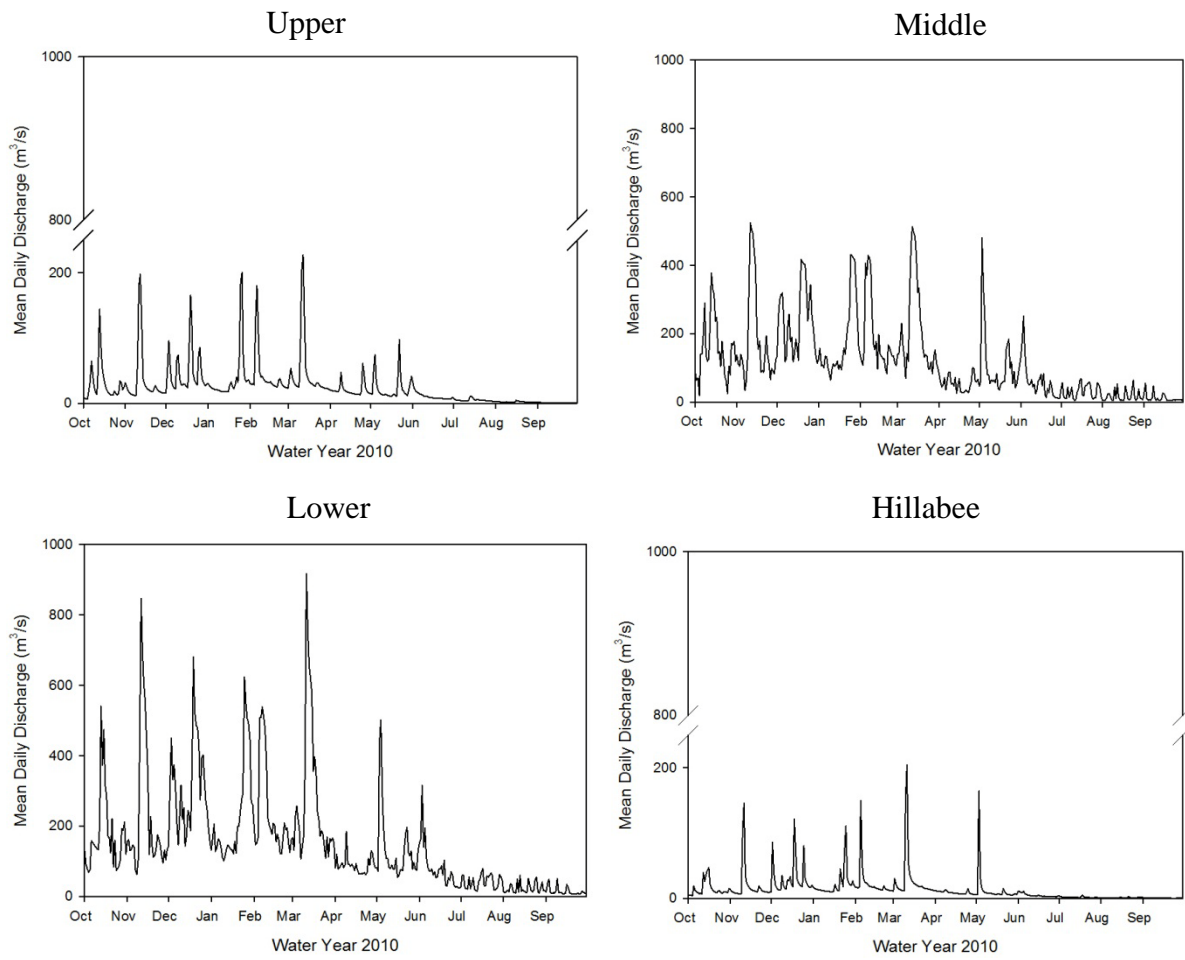 Upper
1000
800
200
0
Mean Daily Discharge (m³/s)
Oct Nov Dec Jan Feb Mar Apr May Jun Jul Aug Sep
Water Year 2010
Middle
1000
800
600
400
200
0
Mean Daily Discharge (m³/s)
Oct Nov Dec Jan Feb Mar Apr May Jun Jul Aug Sep
Water Year 2010
Lower
1000
800
600
400
200
0
Mean Daily Discharge (m³/s)
Oct Nov Dec Jan Feb Mar Apr May Jun Jul Aug Sep
Water Year 2010
Hillabee
1000
800
200
0
Mean Daily Discharge (m³/s)
Oct Nov Dec Jan Feb Mar Apr May Jun Jul Aug Sep
Water Year 2010